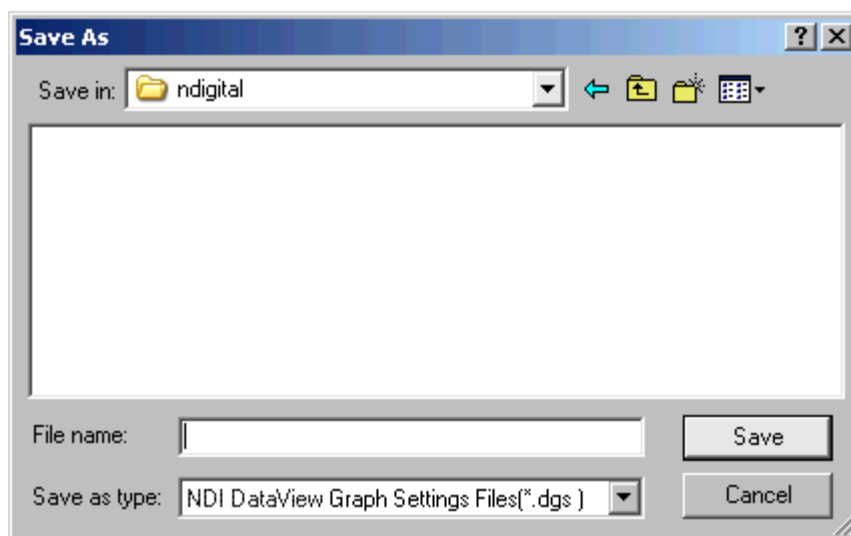 Save As
Save in: ndigital
File name:
Save
Save as type: NDI DataView Graph Settings Files(*.dgs )
Cancel